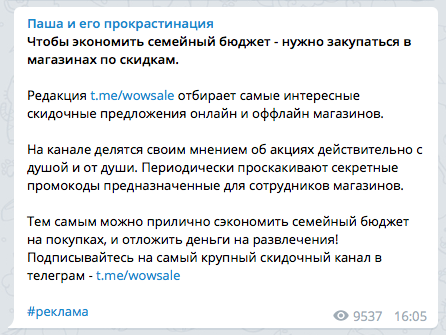 Паша и его прокрастинация
Чтобы экономить семейный бюджет - нужно закупаться в
магазинах по скидкам.
Редакция t.me/wowsale отбирает самые интересные
скидочные предложения онлайн и оффлайн магазинов.
На канале делятся своим мнением об акциях действительно с
душой и от души. Периодически проскакивают секретные
промокоды предназначенные для сотрудников магазинов.
Тем самым можно прилично сэкономить семейный бюджет
на покупках, и отложить деньги на развлечения!
Подписывайтесь на самый крупный скидочный канал в
телеграм - t.me/wowsale
#реклама
9537 16:05